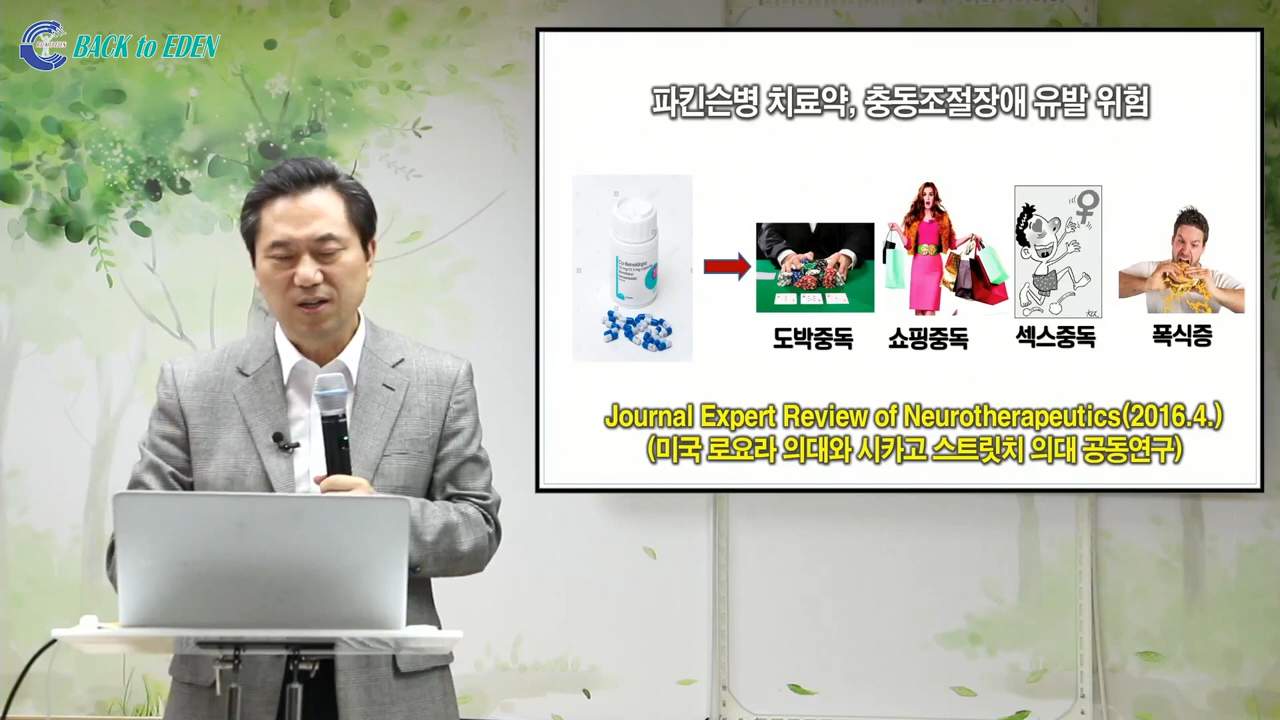 BACK to EDEN
파킨슨병 치료약, 충동조절장애 유발 위험
Co-Beneldopa
도박중독
쇼핑중독
섹스중독
폭식증
Journal Expert Review of Neurotherapeutics(2016.4.)
(미국 로요라 의대와 시카고 스트릿치 의대 공동연구)